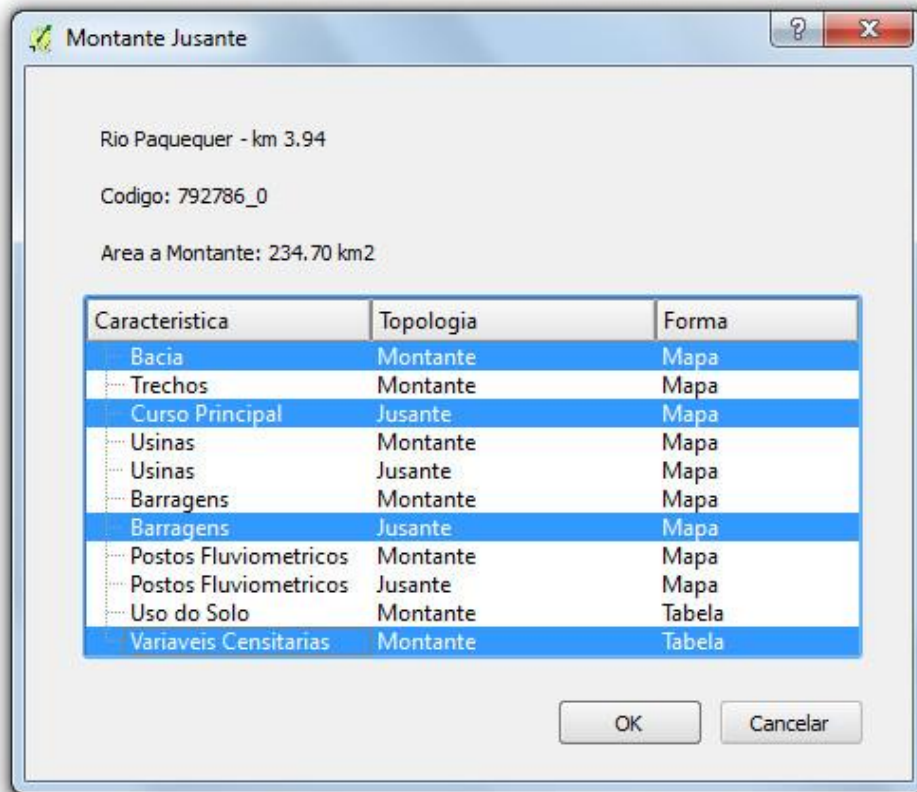 Montante Jusante
Rio Paquequer - km 3.94
Codigo: 792786_0
Area a Montante: 234.70 km2
Caracteristica Topologia Forma
Bacia Montante Mapa
Trechos Montante Mapa
Curso Principal Jusante Mapa
Usinas Montante Mapa
Usinas Jusante Mapa
Barragens Montante Mapa
Barragens Jusante Mapa
Postos Fluviometricos Montante Mapa
Postos Fluviometricos Jusante Mapa
Uso do Solo Montante Tabela
Variaveis Censitarias Montante Tabela
OK Cancelar